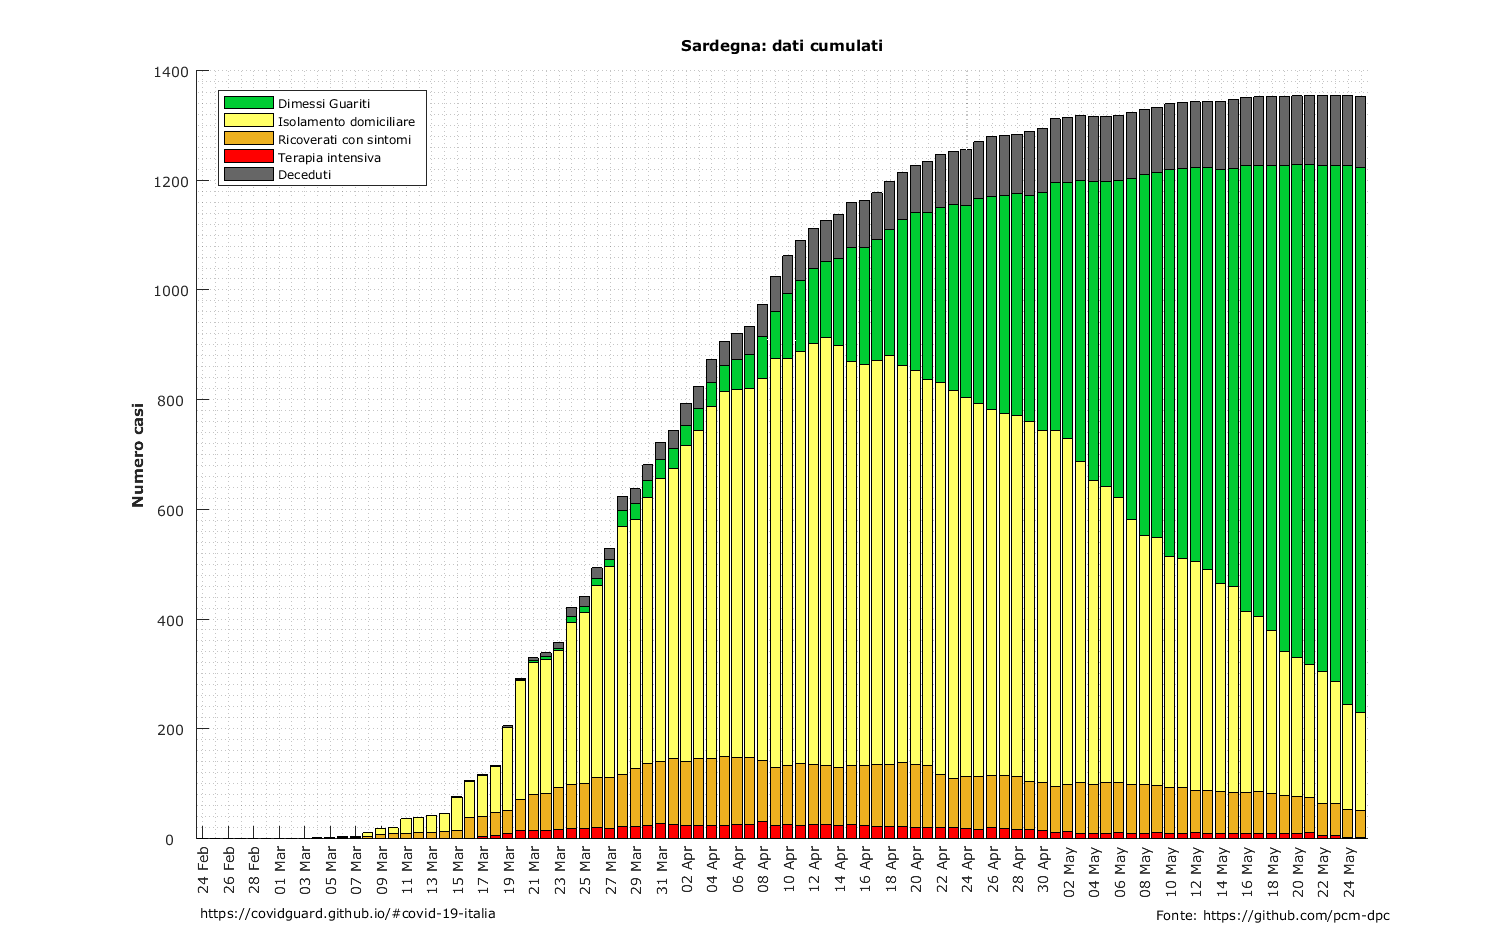 Sardegna: dati cumulati
1400
1200
1000
800
600
400
200
0
Numero casi
Dimessi Guariti
Isolamento domiciliare
Ricoverati con sintomi
Terapia intensiva
Deceduti
24 Feb
26 Feb
28 Feb
01 Mar
03 Mar
05 Mar
07 Mar
09 Mar
11 Mar
13 Mar
15 Mar
17 Mar
19 Mar
21 Mar
23 Mar
25 Mar
27 Mar
29 Mar
31 Mar
02 Apr
04 Apr
06 Apr
08 Apr
10 Apr
12 Apr
14 Apr
16 Apr
18 Apr
20 Apr
22 Apr
24 Apr
26 Apr
28 Apr
30 Apr
02 May
04 May
06 May
08 May
10 May
12 May
14 May
16 May
18 May
20 May
22 May
24 May
https://covidguard.github.io/#covid-19-italia
Fonte: https://github.com/pcm-dpc